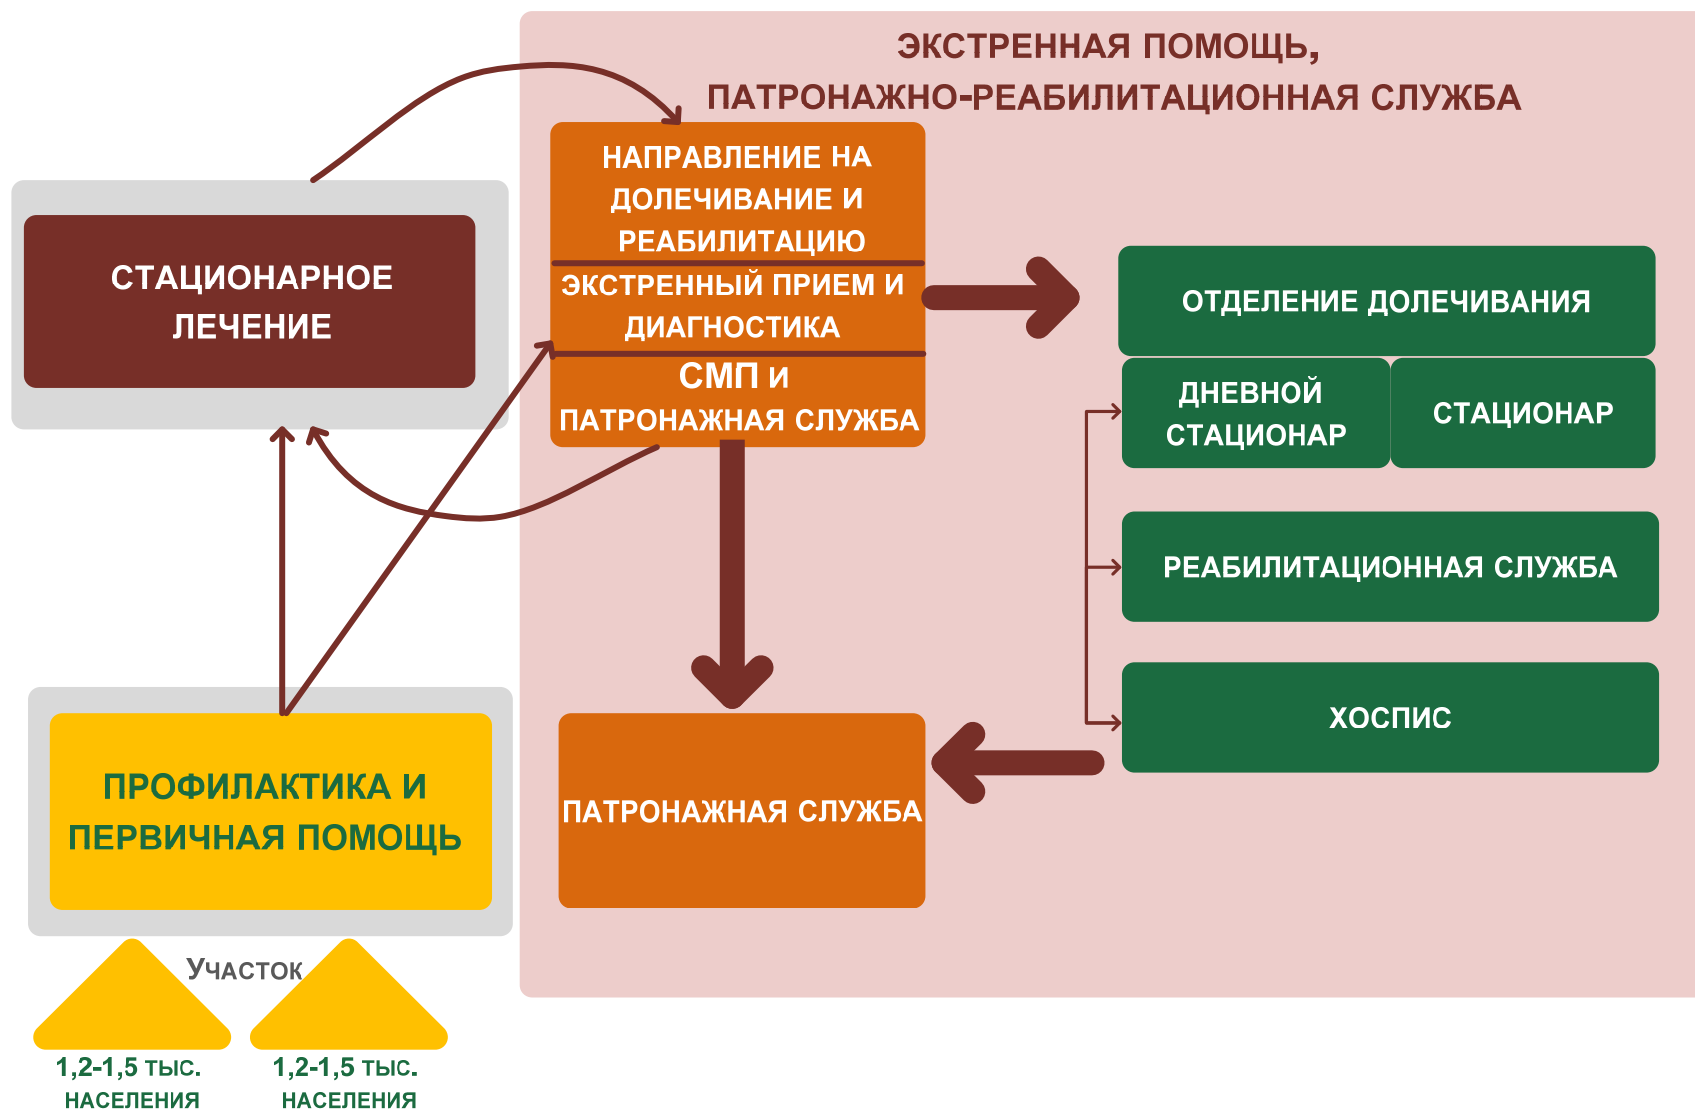 ЭКСТРЕННАЯ ПОМОЩЬ,
ПАТРОНАЖНО-РЕАБИЛИТАЦИОННАЯ СЛУЖБА
НАПРАВЛЕНИЕ НА
ДОЛЕЧИВАНИЕ И
РЕАБИЛИТАЦИЮ
ЭКСТРЕННЫЙ ПРИЕМ И
ДИАГНОСТИКА
СМП И
ПАТРОНАЖНАЯ СЛУЖБА
СТАЦИОНАРНОЕ
ЛЕЧЕНИЕ
ОТДЕЛЕНИЕ ДОЛЕЧИВАНИЯ
ДНЕВНОЙ
СТАЦИОНАР
СТАЦИОНАР
РЕАБИЛИТАЦИОННАЯ СЛУЖБА
ХОСПИС
ПАТРОНАЖНАЯ СЛУЖБА
ПРОФИЛАКТИКА И
ПЕРВИЧНАЯ ПОМОЩЬ
УЧАСТОК
1,2-1,5 ТЫС.
НАСЕЛЕНИЯ
1,2-1,5 ТЫС.
НАСЕЛЕНИЯ